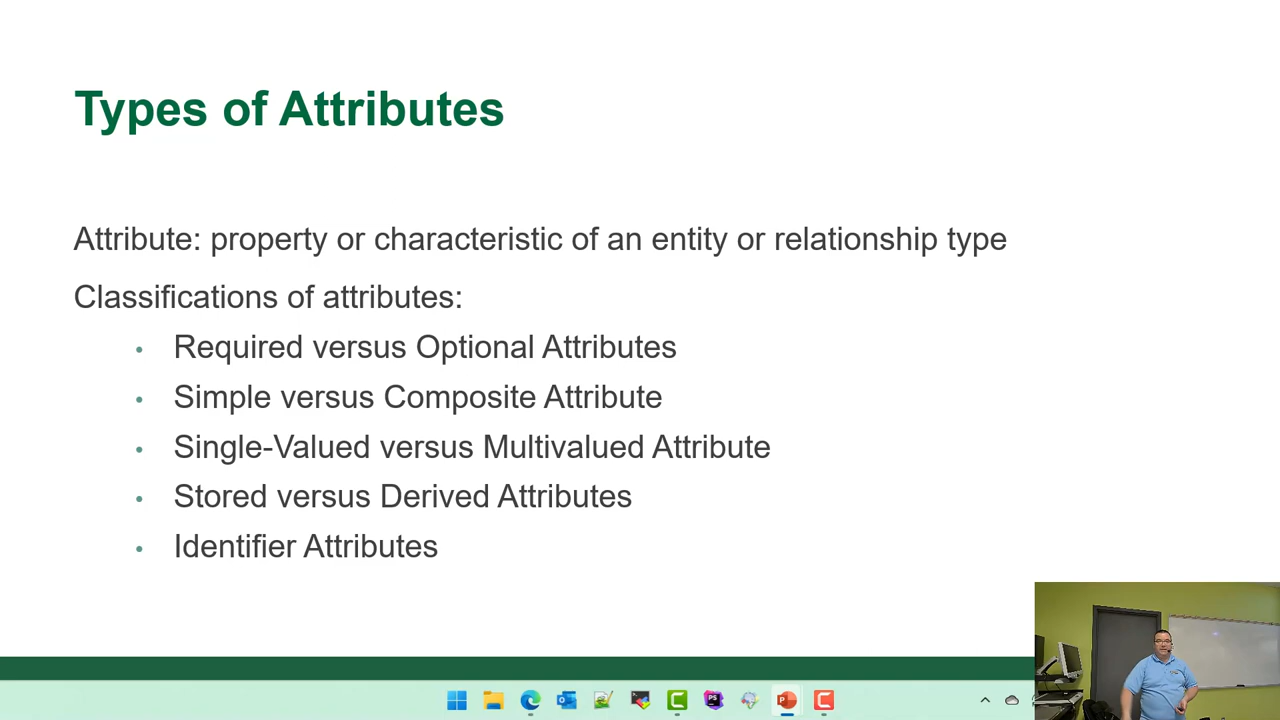 Types of Attributes
Attribute: property or characteristic of an entity or relationship type
Classifications of attributes:
• Required versus Optional Attributes
• Simple versus Composite Attribute
• Single-Valued versus Multivalued Attribute
• Stored versus Derived Attributes
• Identifier Attributes
PS
P